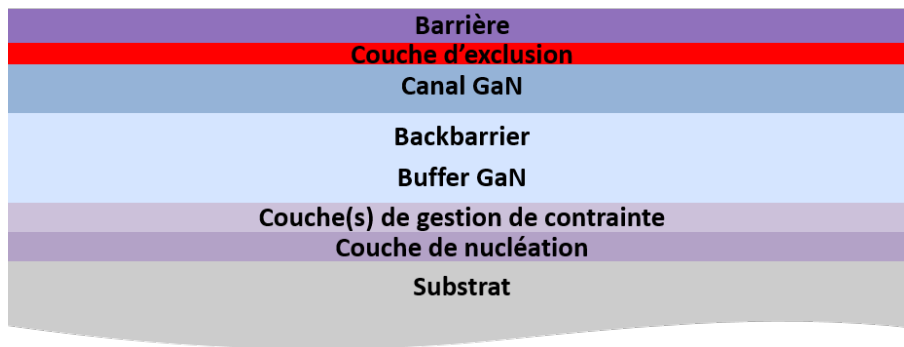 Barrière
Couche d’exclusion
Canal GaN
Backbarrier
Buffer GaN
Couche(s) de gestion de contrainte
Couche de nucléation
Substrat